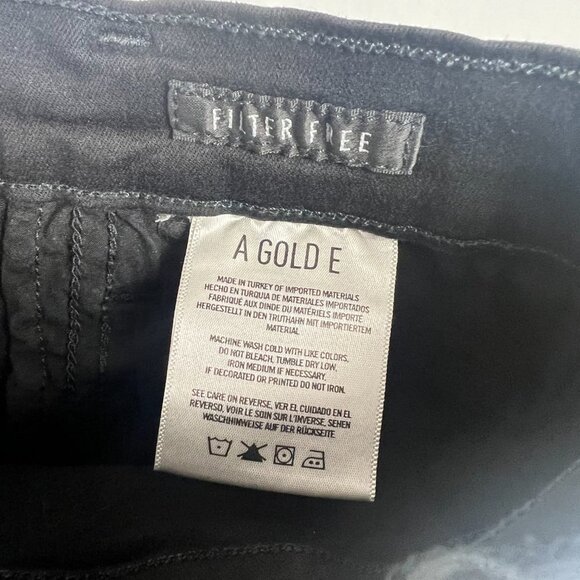 FILTER FREE
A GOLD E
MADE IN TURKEY OF IMPORTED MATERIALS
HECHO EN TURQUIA DE MATERIALES IMPORTADOS
FABRIQUÉ AUX DINDE DU MATÉRIELS IMPORTÉ
HERGESTELLT IN DEN TRUTHAHN MIT IMPORTIERTEM
MATERIAL
MACHINE WASH COLD WITH LIKE COLORS.
DO NOT BLEACH, TUMBLE DRY LOW.
IRON MEDIUM IF NECESSARY.
IF DECORATED OR PRINTED DO NOT IRON.
SEE CARE ON REVERSE, VER EL CUIDADO EN EL
REVERSO, VOIR LE SOIN SUR L'INVERSE, SEHEN
WASCHHINWEISE AUF DER RÜCKSEITE